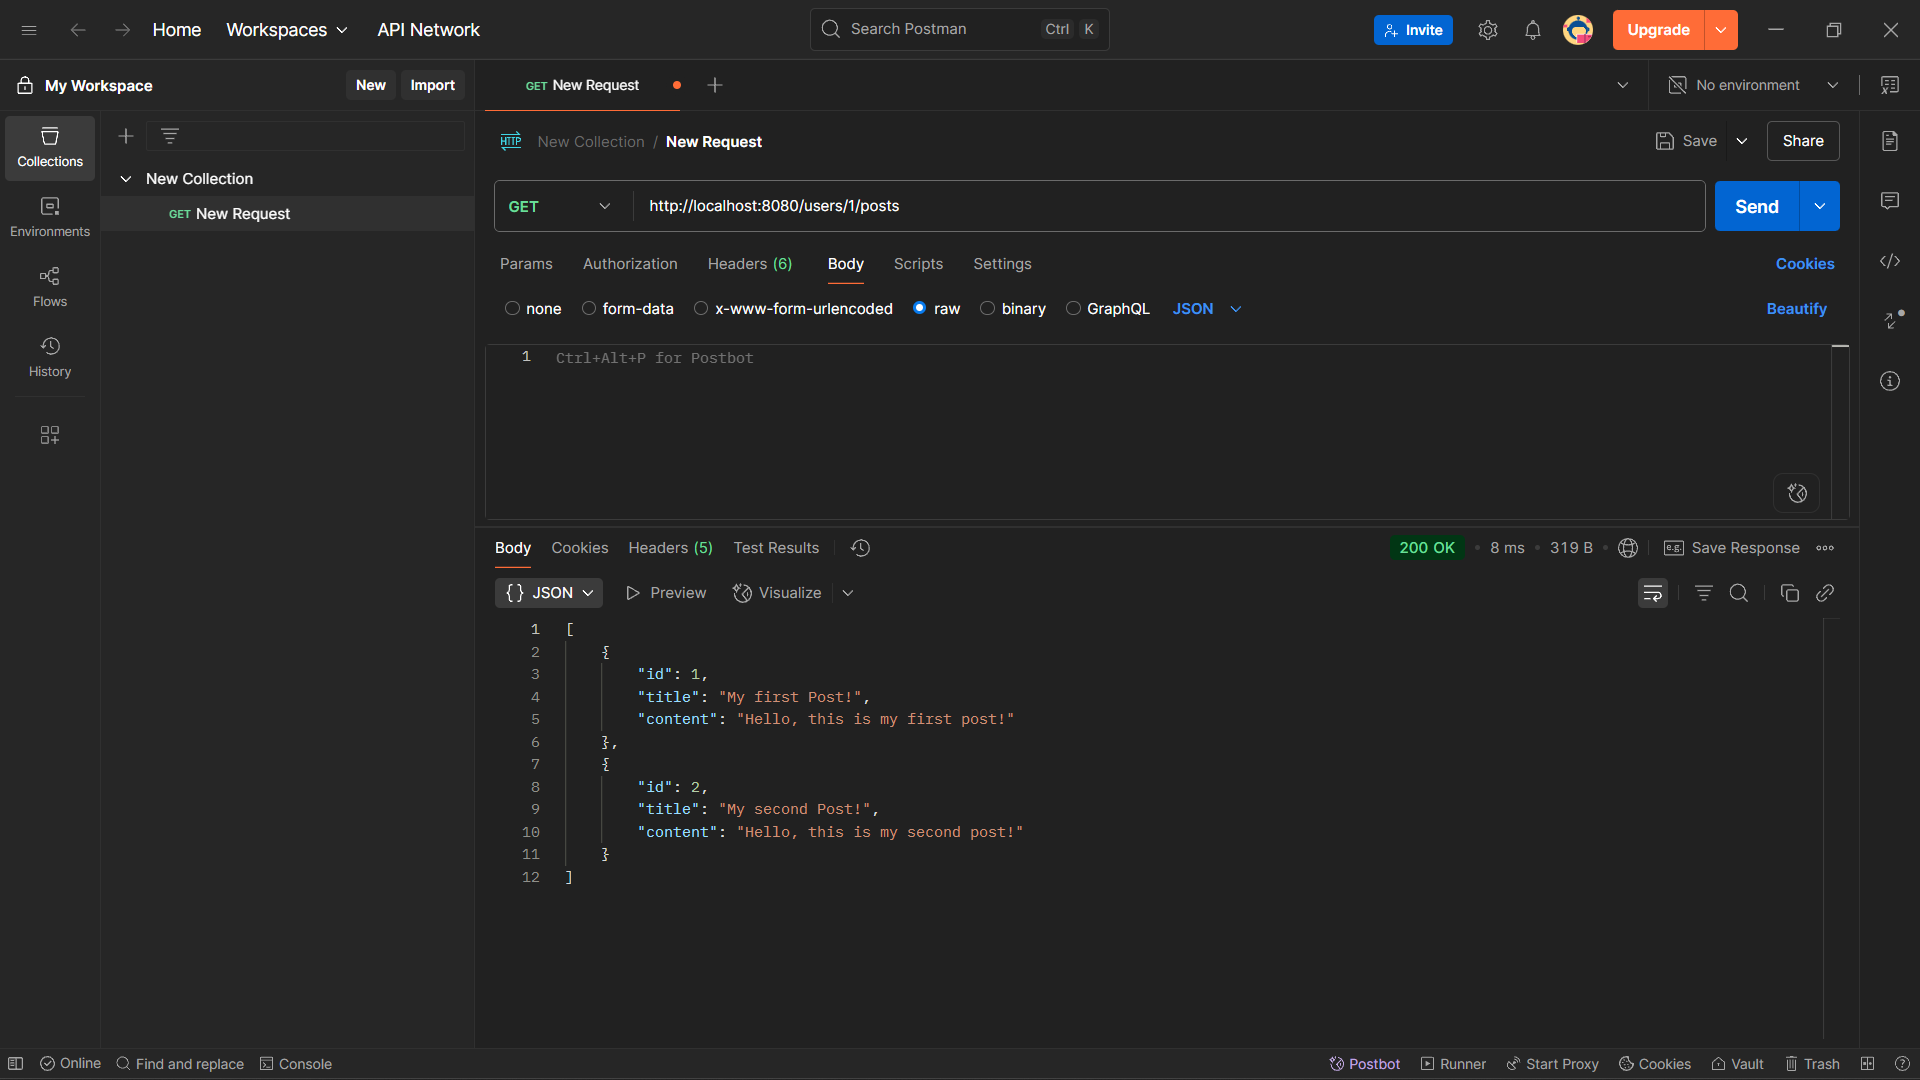 Home Workspaces API Network Search Postman Ctrl K Invite Upgrade
My Workspace New Import GET New Request No environment
Collections
Environments
Flows
History
New Collection
GET New Request
HTTP New Collection / New Request Save Share
GET http://localhost:8080/users/1/posts Send
Params Authorization Headers (6) Body Scripts Settings Cookies
none form-data x-www-form-urlencoded raw binary GraphQL JSON Beautify
1 Ctrl+Alt+P for Postbot
Body Cookies Headers (5) Test Results 200 OK • 8 ms • 319 B • e.g. Save Response
{} JSON Preview Visualize
1 [
2 {
3 "id": 1,
4 "title": "My first Post!",
5 "content": "Hello, this is my first post!"
6 },
7 {
8 "id": 2,
9 "title": "My second Post!",
10 "content": "Hello, this is my second post!"
11 }
12 ]
Online Find and replace Console Postbot Runner Start Proxy Cookies Vault Trash